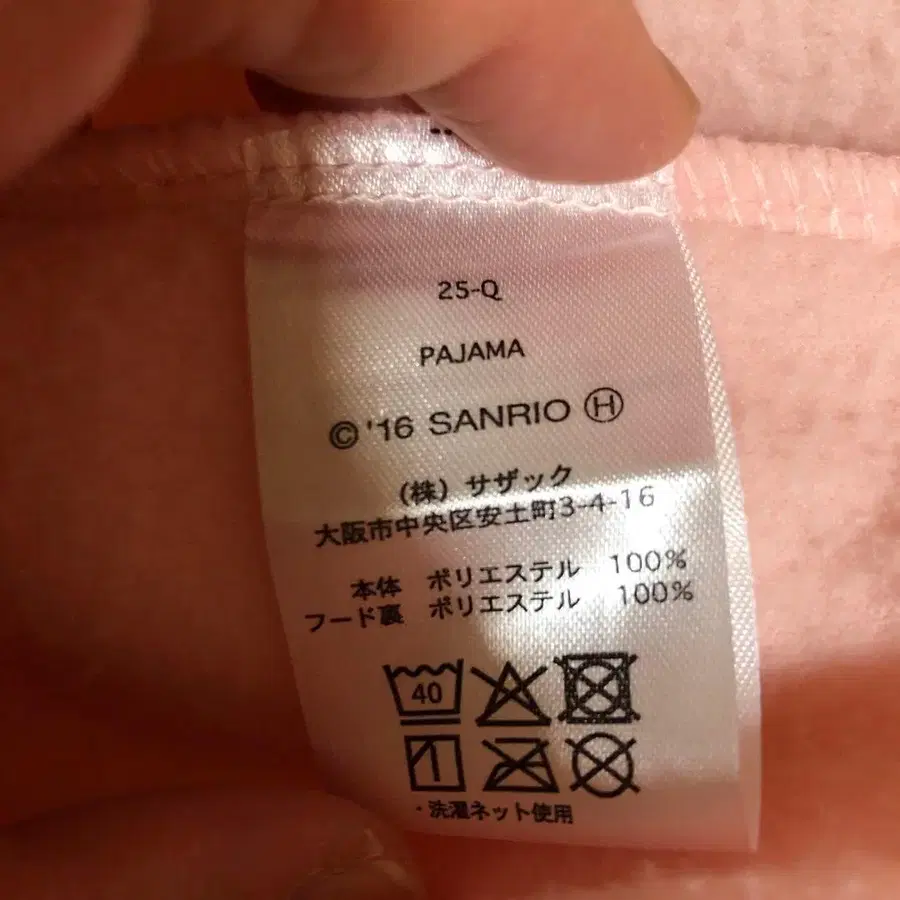 25-Q
PAJAMA
© '16 SANRIO Ⓗ
（株）サザック
大阪市中央区安土町3-4-16
本体 ポリエステル 100%
フード裏 ポリエステル 100%
40
・洗濯ネット使用